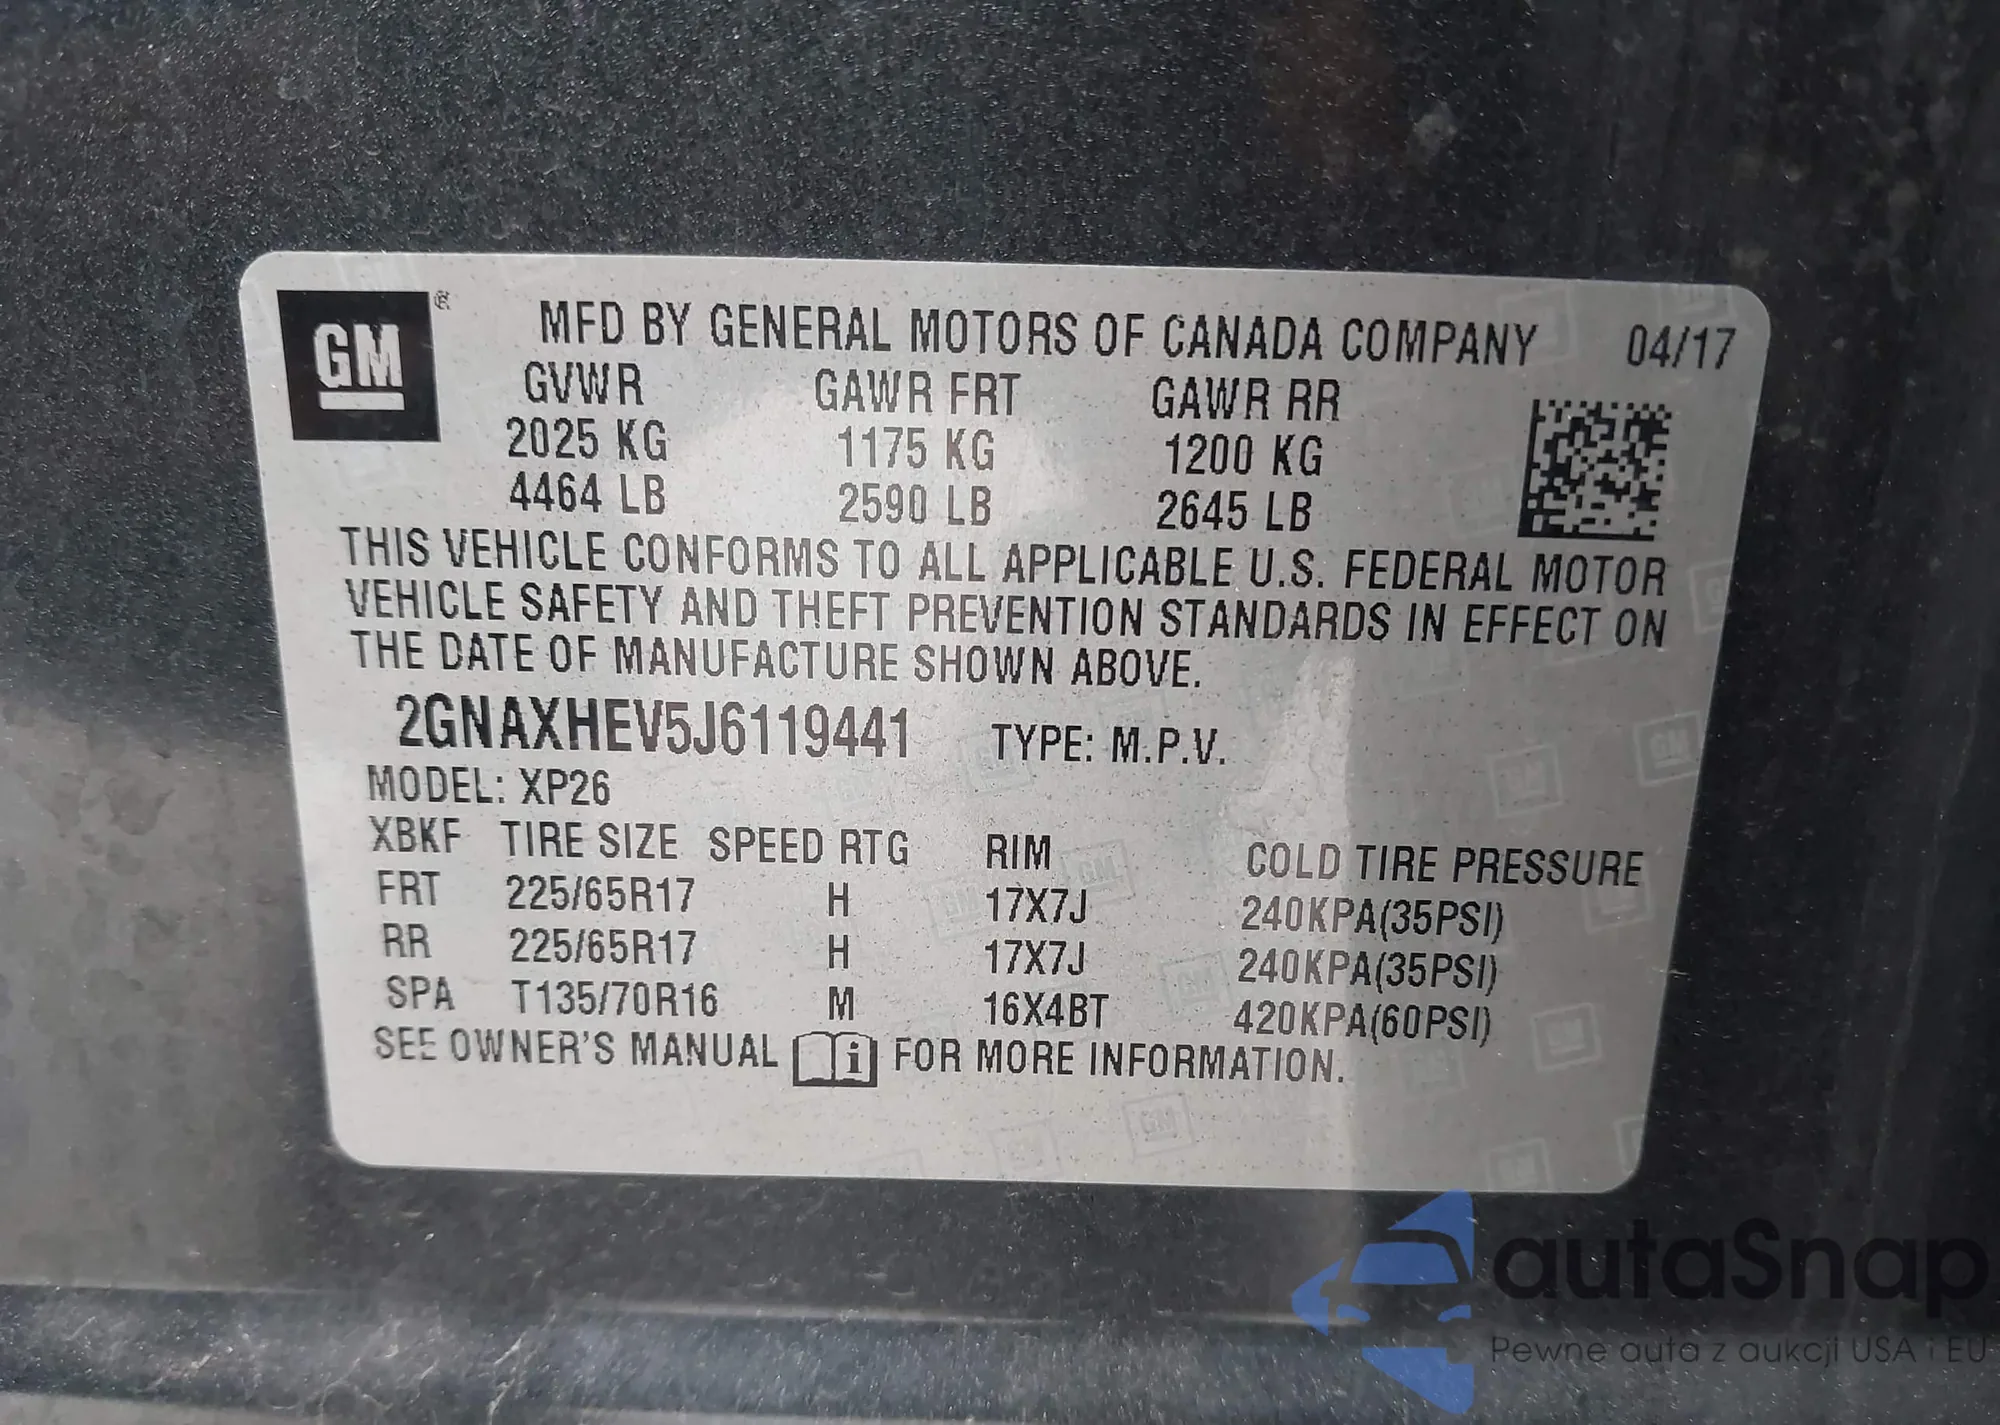 GM ®
MFD BY GENERAL MOTORS OF CANADA COMPANY 04/17
GVWR GAWR FRT GAWR RR
2025 KG 1175 KG 1200 KG
4464 LB 2590 LB 2645 LB
THIS VEHICLE CONFORMS TO ALL APPLICABLE U.S. FEDERAL MOTOR
VEHICLE SAFETY AND THEFT PREVENTION STANDARDS IN EFFECT ON
THE DATE OF MANUFACTURE SHOWN ABOVE.
2GNAXHEV5J6119441 TYPE: M.P.V.
MODEL: XP26
XBKF TIRE SIZE SPEED RTG RIM COLD TIRE PRESSURE
FRT 225/65R17 H 17X7J 240KPA(35PSI)
RR 225/65R17 H 17X7J 240KPA(35PSI)
SPA T135/70R16 M 16X4BT 420KPA(60PSI)
SEE OWNER'S MANUAL i FOR MORE INFORMATION.
autaSnap
Pewne auta z aukcji USA i EU